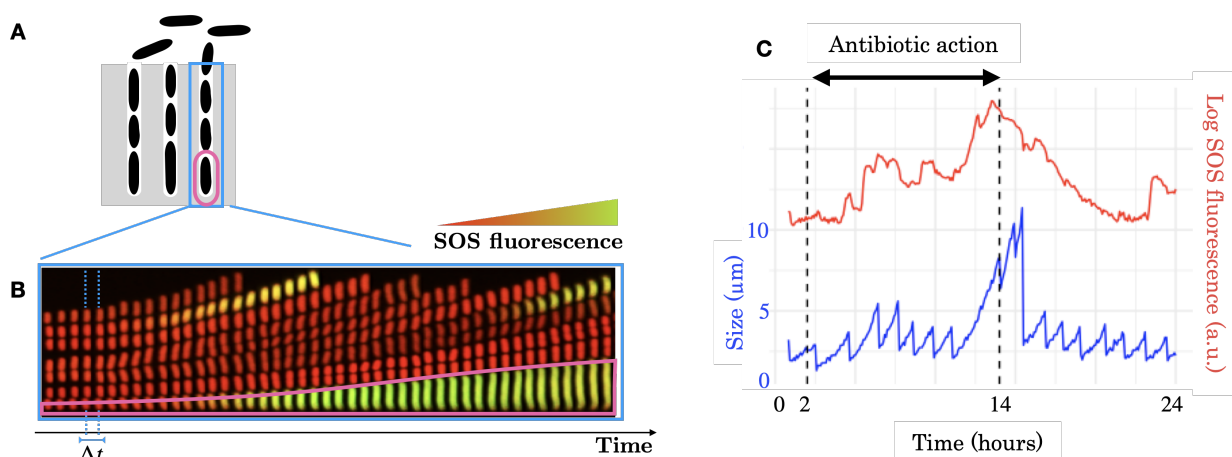 A
SOS fluorescence
B
Δt
Time
C
Antibiotic action
Log SOS fluorescence (a.u.)
Size (μm)
10
5
0
0 2 14 24
Time (hours)